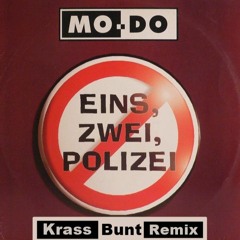 MO-DO
EINS,
ZWEI,
POLIZEI
Krass Bunt Remix